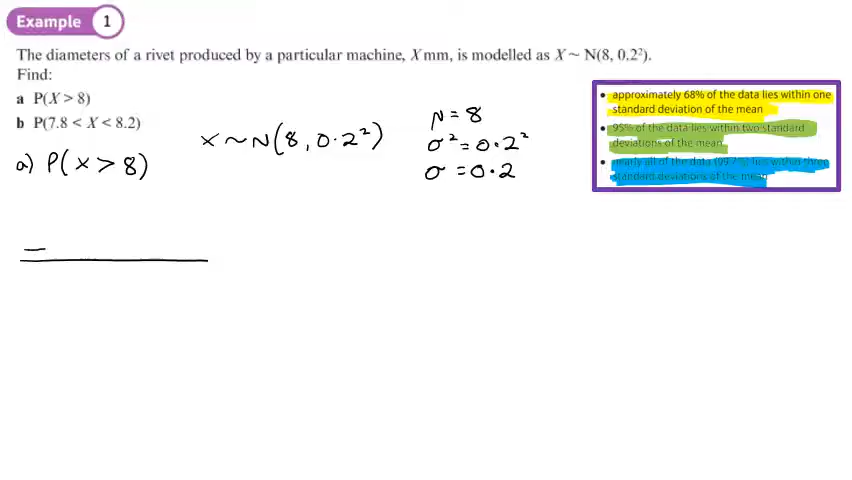 Example 1
The diameters of a rivet produced by a particular machine, X mm, is modelled as X ~ N(8, 0.2²).
Find:
a P(X > 8)
b P(7.8 < X < 8.2)
• approximately 68% of the data lies within one
standard deviation of the mean
• 95% of the data lies within two standard
deviations of the mean
• nearly all of the data (99.7%) lies within three
standard deviations of the mean
X ~ N(8, 0.2²)
μ = 8
σ² = 0.2²
σ = 0.2
a) P(X > 8)
=